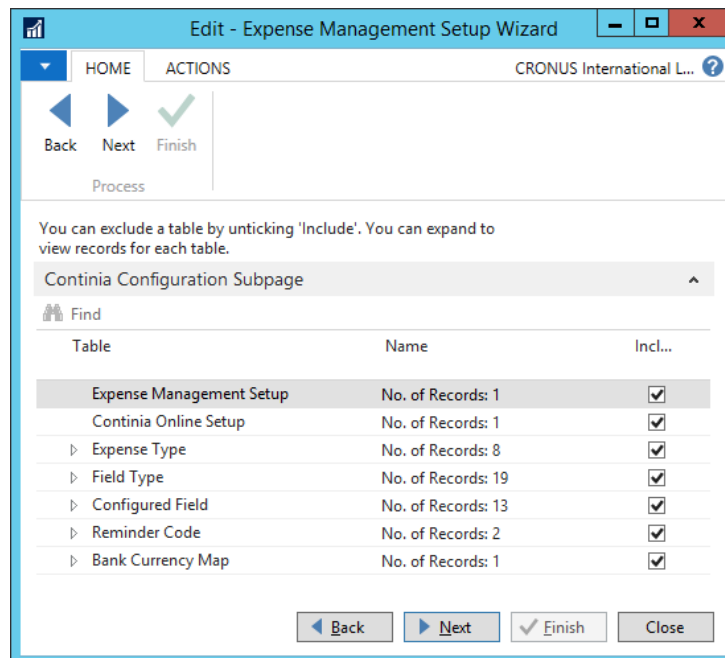 Edit - Expense Management Setup Wizard
HOME ACTIONS CRONUS International L... ?
Back Next Finish
Process
You can exclude a table by unticking 'Include'. You can expand to
view records for each table.
Continia Configuration Subpage
Find
Table Name Incl...
Expense Management Setup No. of Records: 1
Continia Online Setup No. of Records: 1
Expense Type No. of Records: 8
Field Type No. of Records: 19
Configured Field No. of Records: 13
Reminder Code No. of Records: 2
Bank Currency Map No. of Records: 1
Back Next Finish Close